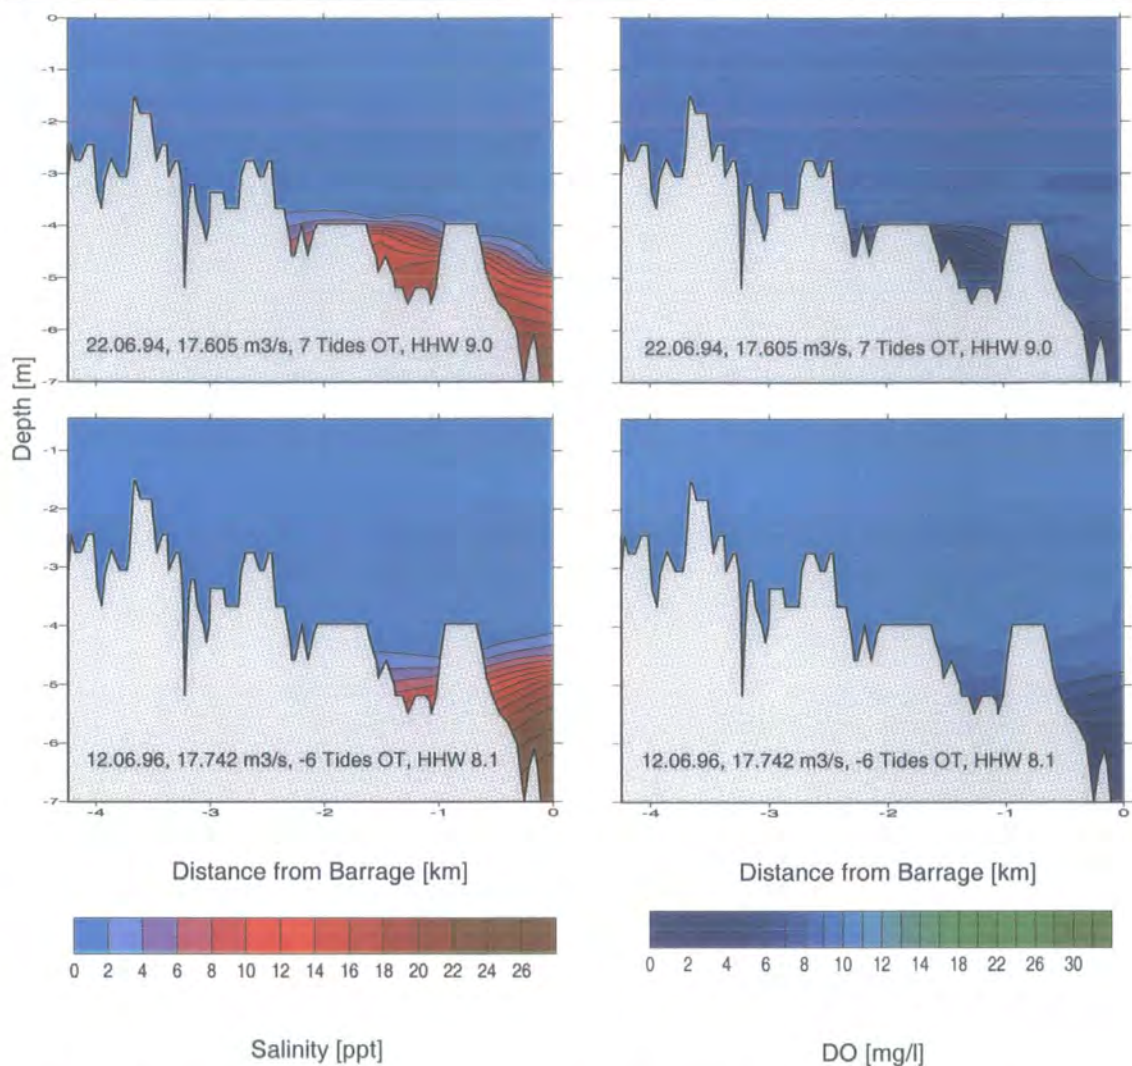 0
-1
-2
-3
-4
-5
-6
-7
22.06.94, 17.605 m3/s, 7 Tides OT, HHW 9.0
22.06.94, 17.605 m3/s, 7 Tides OT, HHW 9.0
Depth [m]
-1
-2
-3
-4
-5
-6
-7
12.06.96, 17.742 m3/s, -6 Tides OT, HHW 8.1
12.06.96, 17.742 m3/s, -6 Tides OT, HHW 8.1
-4 -3 -2 -1 0
-4 -3 -2 -1 0
Distance from Barrage [km]
Distance from Barrage [km]
0 2 4 6 8 10 12 14 16 18 20 22 24 26
0 2 4 6 8 10 12 14 18 22 26 30
Salinity [ppt]
DO [mg/l]